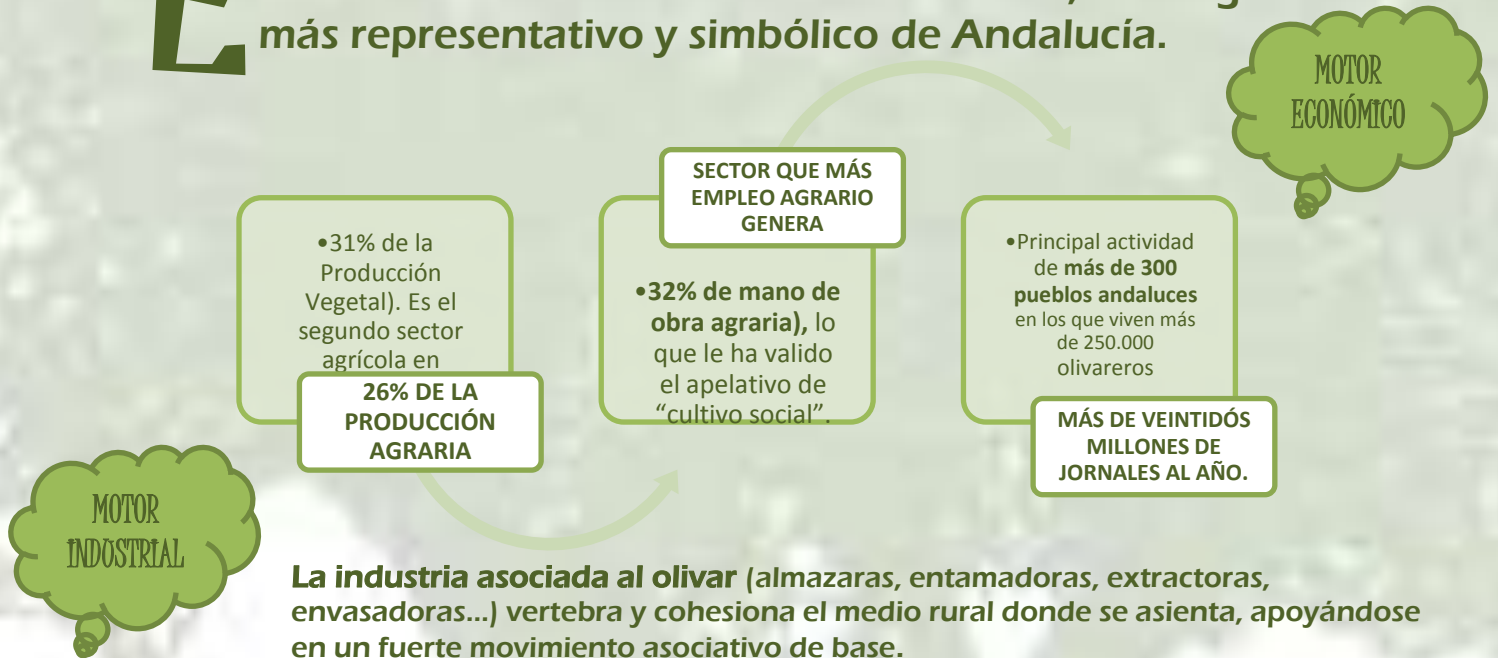 más representativo y simbólico de Andalucía.
MOTOR
ECONÓMICO
•31% de la
Producción
Vegetal). Es el
segundo sector
agrícola en
26% DE LA
PRODUCCIÓN
AGRARIA
SECTOR QUE MÁS
EMPLEO AGRARIO
GENERA
•32% de mano de
obra agraria), lo
que le ha valido
el apelativo de
“cultivo social”.
•Principal actividad
de más de 300
pueblos andaluces
en los que viven más
de 250.000
olivareros
MÁS DE VEINTIDÓS
MILLONES DE
JORNALES AL AÑO.
MOTOR
INDUSTRIAL
La industria asociada al olivar (almazaras, entamadoras, extractoras,
envasadoras...) vertebra y cohesiona el medio rural donde se asienta, apoyándose
en un fuerte movimiento asociativo de base.